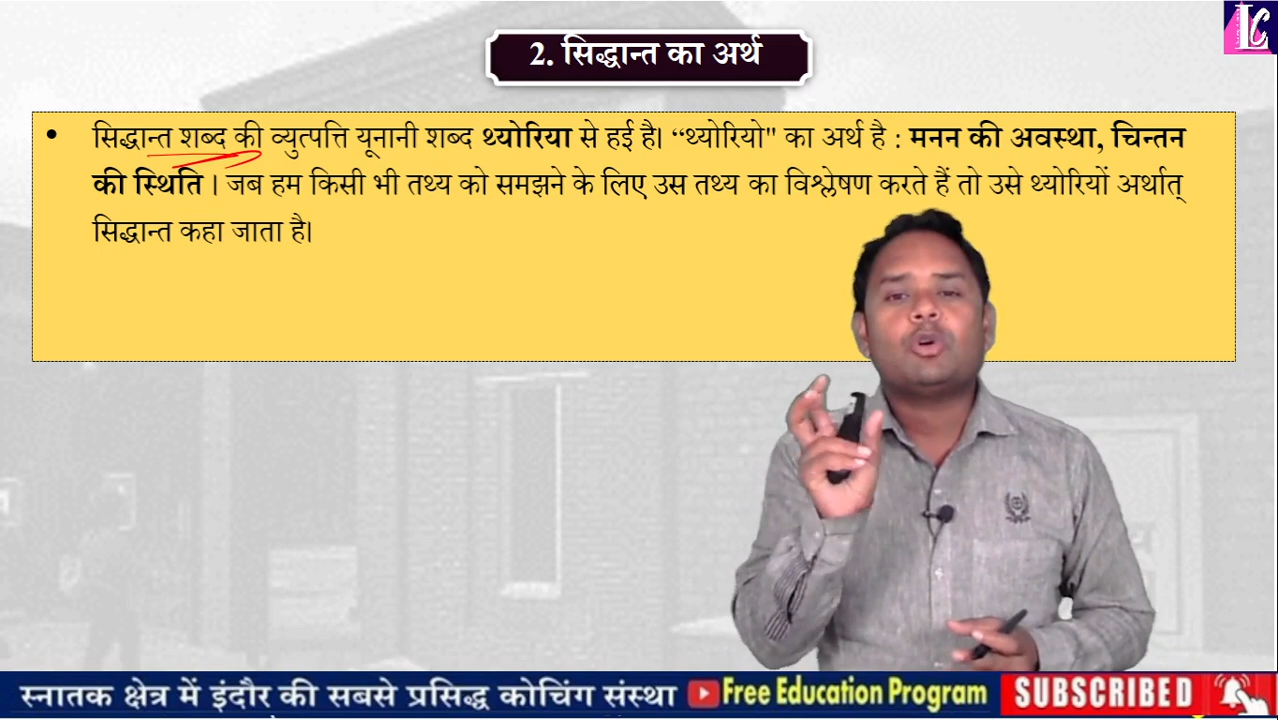 2. सिद्धान्त का अर्थ
LC
• सिद्धान्त शब्द की व्युत्पत्ति यूनानी शब्द थ्योरिया से हुई है। “थ्योरियो" का अर्थ है : मनन की अवस्था, चिन्तन
की स्थिति । जब हम किसी भी तथ्य को समझने के लिए उस तथ्य का विश्लेषण करते हैं तो उसे थ्योरियों अर्थात्
सिद्धान्त कहा जाता है।
स्नातक क्षेत्र में इंदौर की सबसे प्रसिद्ध कोचिंग संस्था Free Education Program SUBSCRIBED